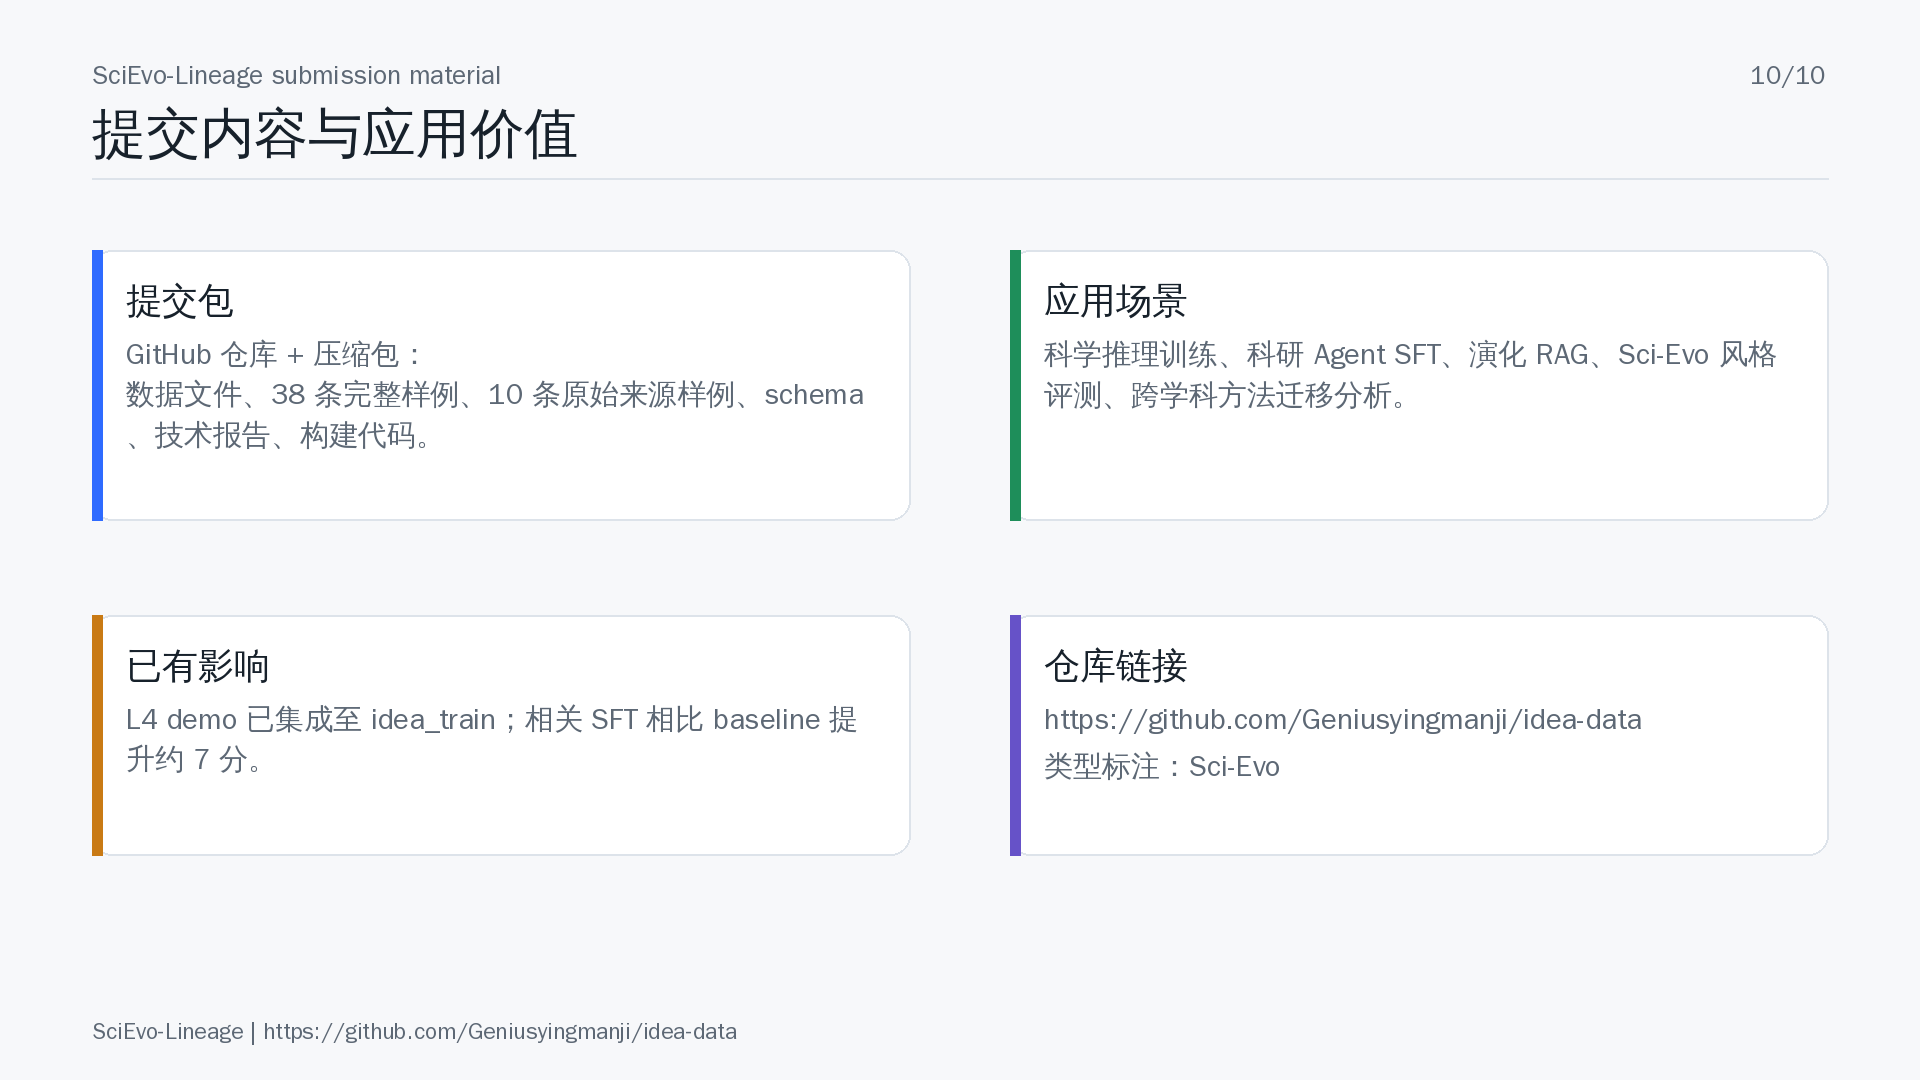 SciEvo-Lineage submission material
10/10
提交内容与应用价值
提交包
GitHub 仓库 + 压缩包：
数据文件、38 条完整样例、10 条原始来源样例、schema
、技术报告、构建代码。
应用场景
科学推理训练、科研 Agent SFT、演化 RAG、Sci-Evo 风格
评测、跨学科方法迁移分析。
已有影响
L4 demo 已集成至 idea_train；相关 SFT 相比 baseline 提
升约 7 分。
仓库链接
https://github.com/Geniusyingmanji/idea-data
类型标注：Sci-Evo
SciEvo-Lineage | https://github.com/Geniusyingmanji/idea-data